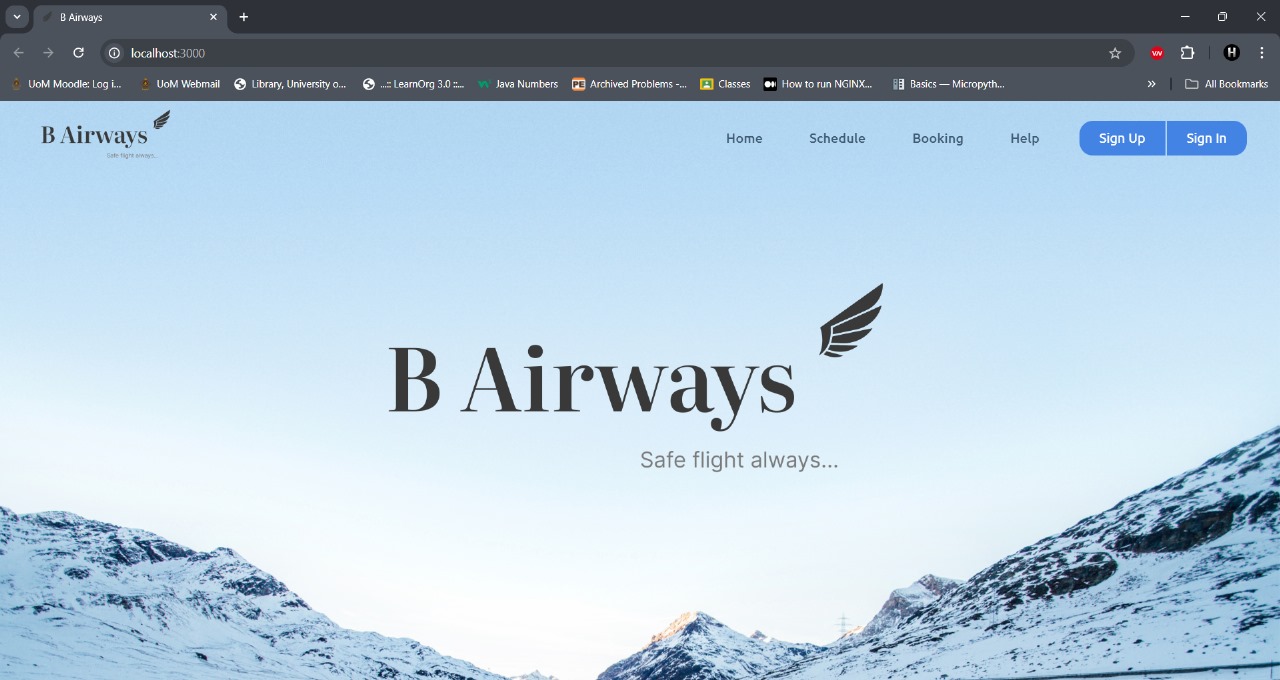 B Airways
localhost:3000
UoM Moodle: Log i... UoM Webmail Library, University o... ...:: LearnOrg 3.0 ::... Java Numbers Archived Problems -... Classes How to run NGINX... Basics — Micropyth... » All Bookmarks
B Airways
Safe flight always...
Home Schedule Booking Help Sign Up Sign In
B Airways
Safe flight always...